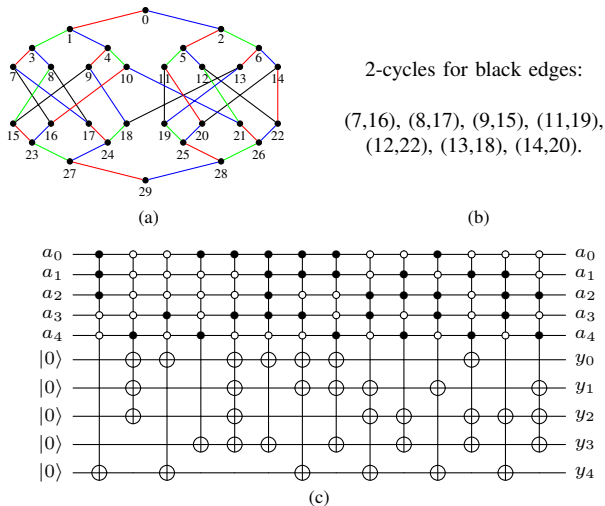 0
1 2
3 4 5 6
7 8 9 10 11 12 13 14
15 16 17 18 19 20 21 22
23 24 25 26
27 28
29
(a)
2-cycles for black edges:
(7,16), (8,17), (9,15), (11,19),
(12,22), (13,18), (14,20).
(b)
a₀ a₀
a₁ a₁
a₂ a₂
a₃ a₃
a₄ a₄
|0⟩ y₀
|0⟩ y₁
|0⟩ y₂
|0⟩ y₃
|0⟩ y₄
(c)